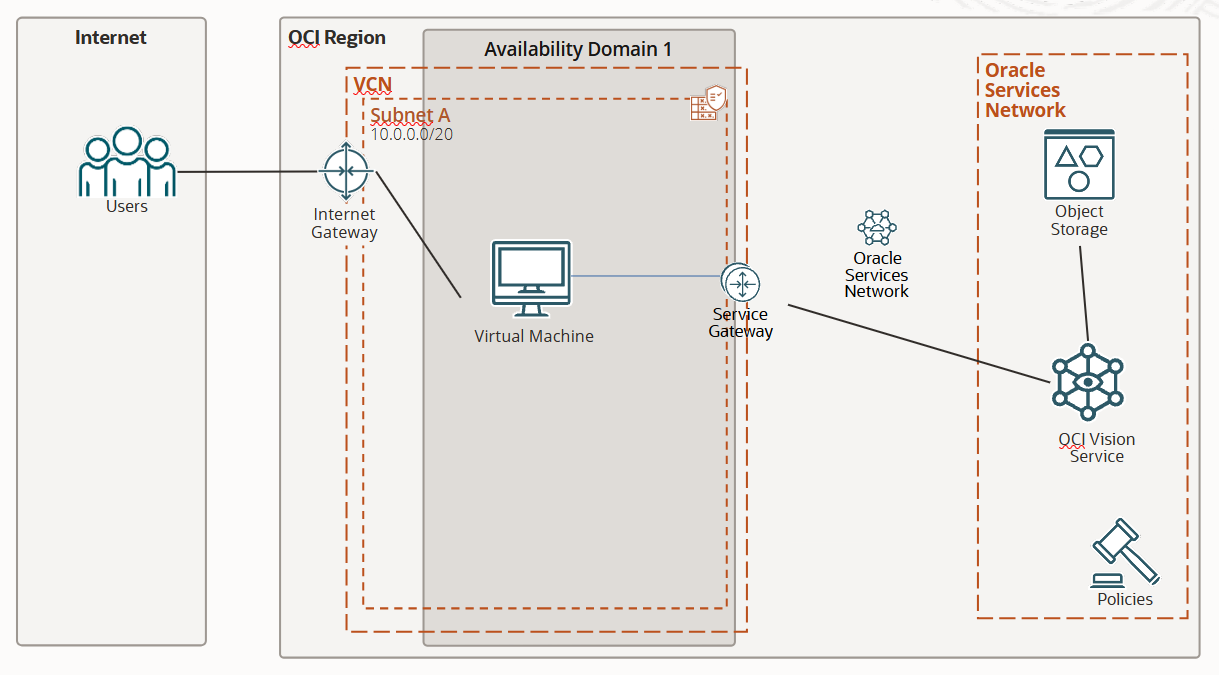 Internet
Users
OCI Region
Availability Domain 1
VCN
Subnet A
10.0.0.0/20
Internet
Gateway
Virtual Machine
Service
Gateway
Oracle
Services
Network
Oracle
Services
Network
Object
Storage
OCI Vision
Service
Policies